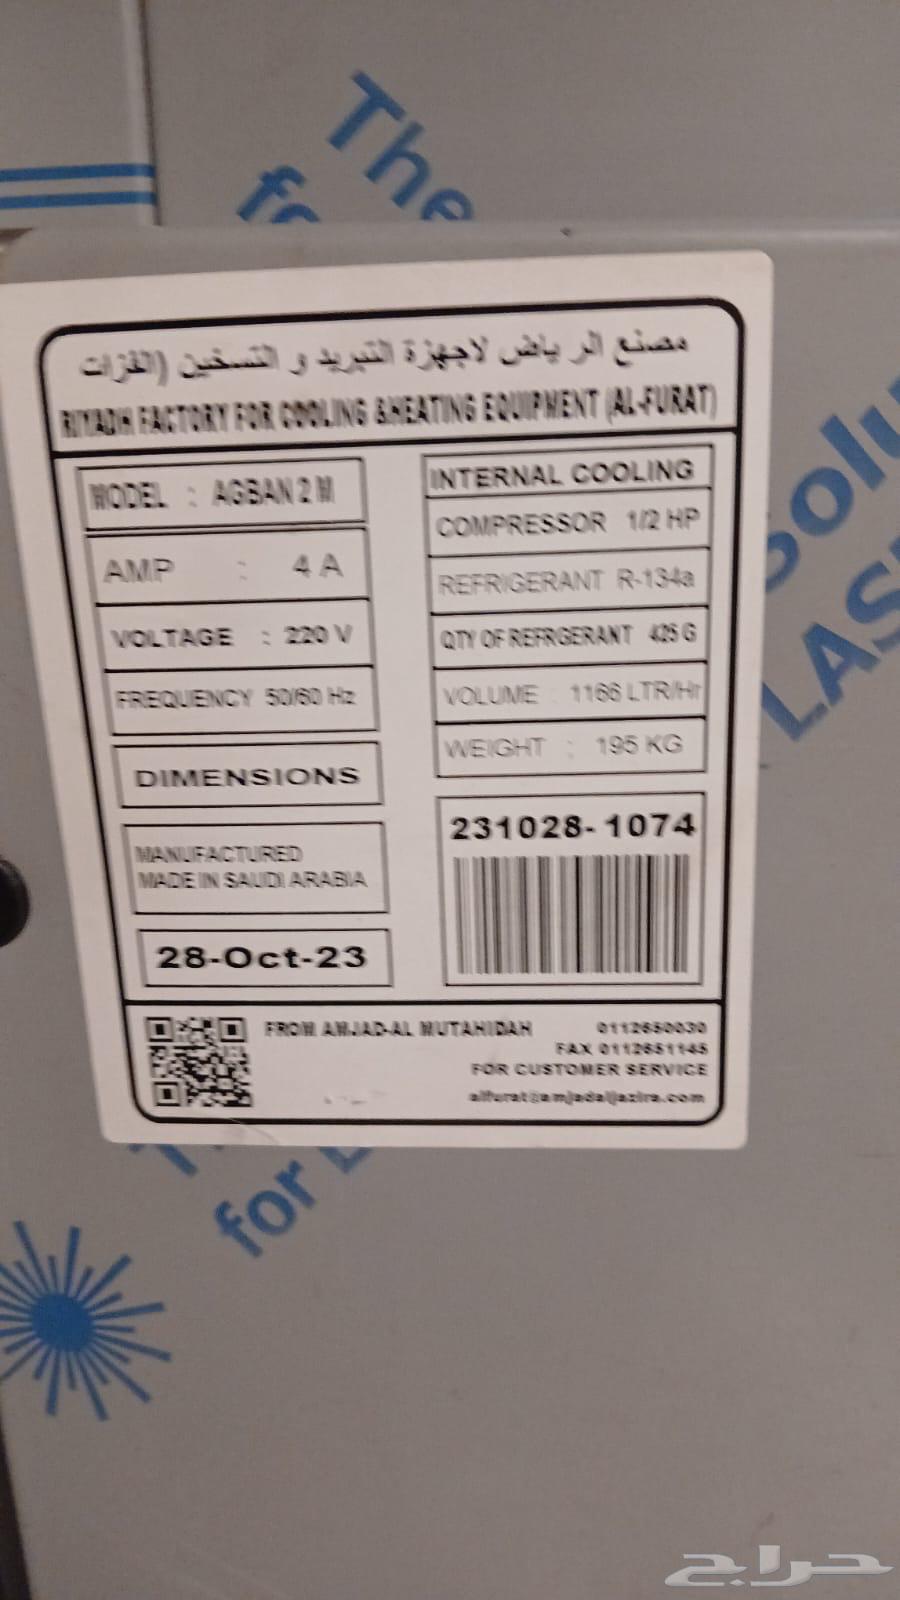 The
fo
مصنع الرياض لاجهزة التبريد و التسخين (الفرات
RIYADH FACTORY FOR COOLING &HEATING EQUIPMENT (AL-FURAT)
MODEL : AGBAN 2 M
AMP : 4 A
VOLTAGE : 220 V
FREQUENCY 50/60 Hz
DIMENSIONS
MANUFACTURED
MADE IN SAUDI ARABIA
28-Oct-23
INTERNAL COOLING
COMPRESSOR 1/2 HP
REFRIGERANT R-134a
QTY OF REFRGERANT 425 G
VOLUME : 1166 LTR/Hr
WEIGHT : 195 KG
231028-1074
FROM AMJAD-AL MUTAHIDAH 0112650030
FAX 0112651145
FOR CUSTOMER SERVICE
Solu
LAS
for L
حراج